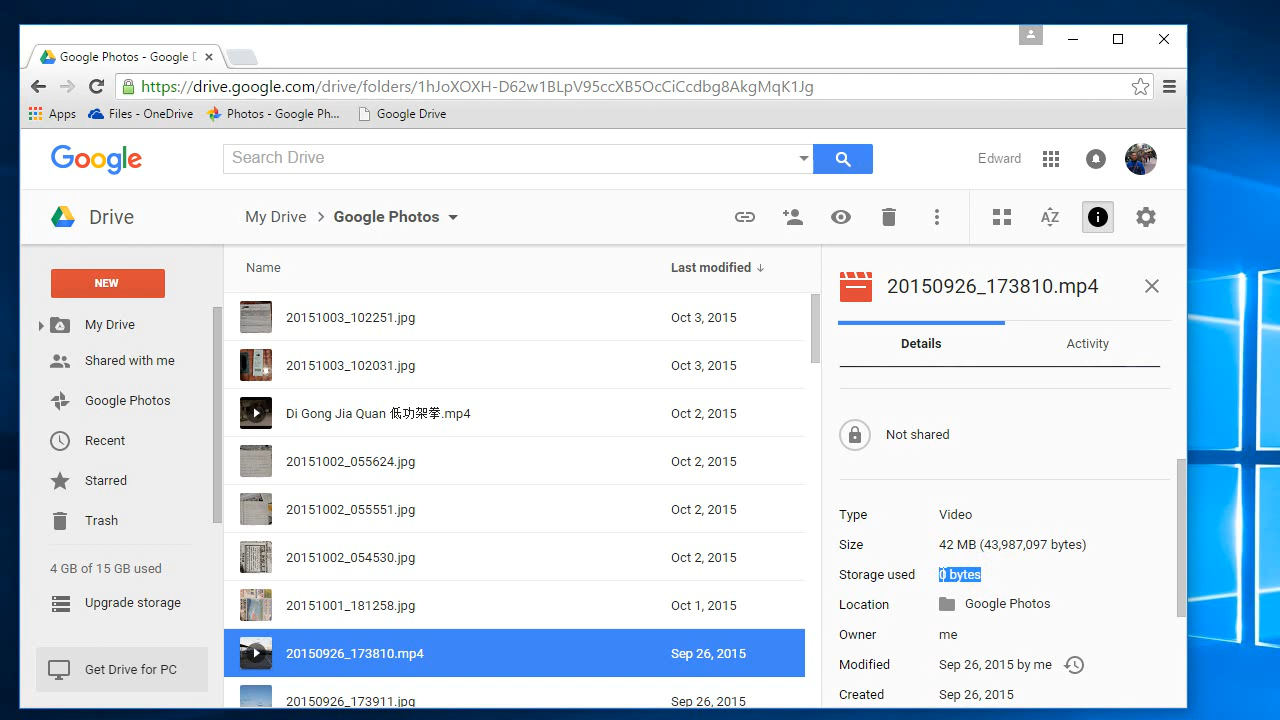 Google Photos - Google D
https://drive.google.com/drive/folders/1hJoXOXH-D62w1BLpV95ccXB5OcCiCcdbg8AkgMqK1Jg
Apps Files - OneDrive Photos - Google Ph... Google Drive
Google Search Drive Edward
Drive My Drive Google Photos AZ
NEW
My Drive
Shared with me
Google Photos
Recent
Starred
Trash
4 GB of 15 GB used
Upgrade storage
Get Drive for PC
Name Last modified
20151003_102251.jpg Oct 3, 2015
20151003_102031.jpg Oct 3, 2015
Di Gong Jia Quan 低功架拳.mp4 Oct 2, 2015
20151002_055624.jpg Oct 2, 2015
20151002_055551.jpg Oct 2, 2015
20151002_054530.jpg Oct 2, 2015
20151001_181258.jpg Oct 1, 2015
20150926_173810.mp4 Sep 26, 2015
20150926_173911.jpg Sep 26, 2015
20150926_173810.mp4
Details Activity
Not shared
Type Video
Size 42 MB (43,987,097 bytes)
Storage used 0 bytes
Location Google Photos
Owner me
Modified Sep 26, 2015 by me
Created Sep 26, 2015